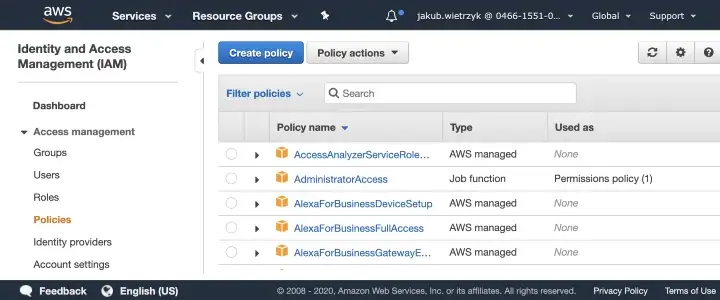 aws Services Resource Groups jakub.wietrzyk @ 0466-1551-0... Global Support
Identity and Access
Management (IAM)
Dashboard
Access management
Groups
Users
Roles
Policies
Identity providers
Account settings
Create policy Policy actions
Filter policies Search
Policy name Type Used as
AccessAnalyzerServiceRole... AWS managed None
AdministratorAccess Job function Permissions policy (1)
AlexaForBusinessDeviceSetup AWS managed None
AlexaForBusinessFullAccess AWS managed None
AlexaForBusinessGatewayE... AWS managed None
Feedback English (US) © 2008 - 2020, Amazon Web Services, Inc. or its affiliates. All rights reserved. Privacy Policy Terms of Use